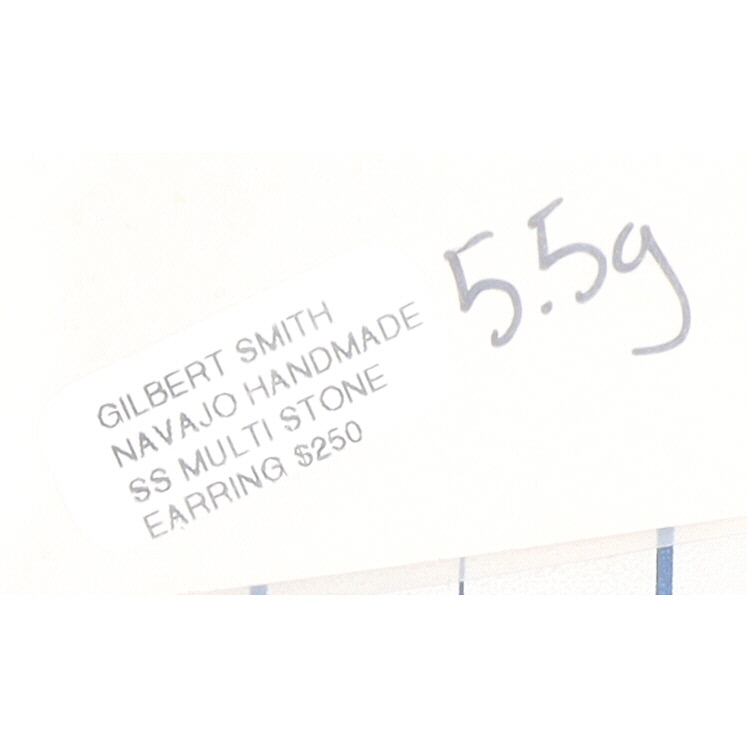 GILBERT SMITH
NAVAJO HANDMADE
SS MULTI STONE
EARRING $250
5.5g